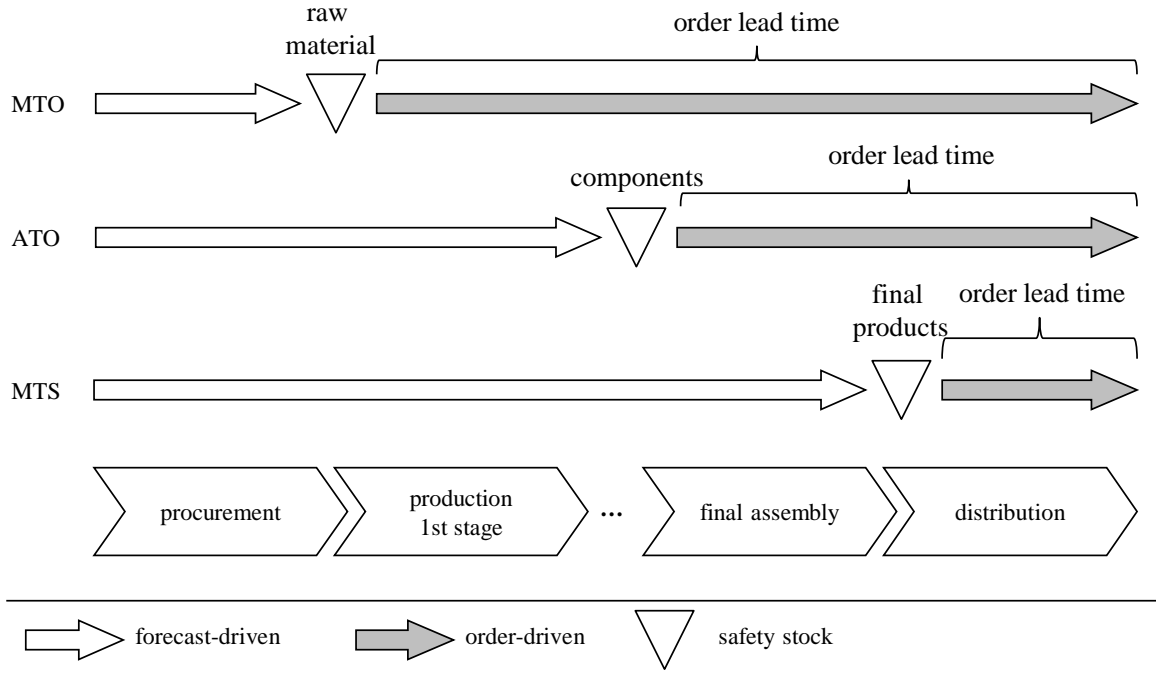 raw
material
order lead time
MTO
components
order lead time
ATO
final
products
order lead time
MTS
procurement
production
1st stage
...
final assembly
distribution
forecast-driven
order-driven
safety stock